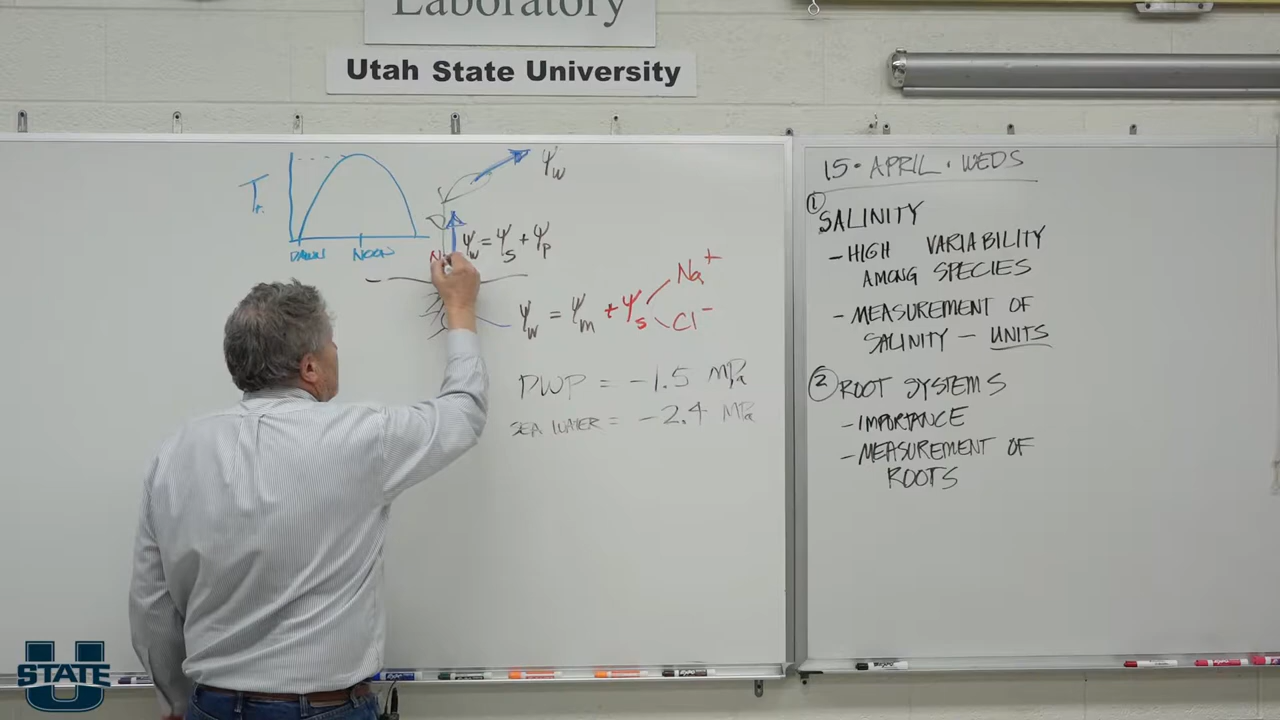 Laboratory
Utah State University
Tr.
DAWN NOON
Ψw
Ψw = Ψs + Ψp
Ψw = Ψm + Ψs
Na+
Cl−
PWP = −1.5 MPa
SEA WATER = −2.4 MPa
15 · APRIL · WEDS
① SALINITY
- HIGH VARIABILITY
AMONG SPECIES
- MEASUREMENT OF
SALINITY - UNITS
② ROOT SYSTEMS
- IMPORTANCE
- MEASUREMENT OF
ROOTS
U
STATE